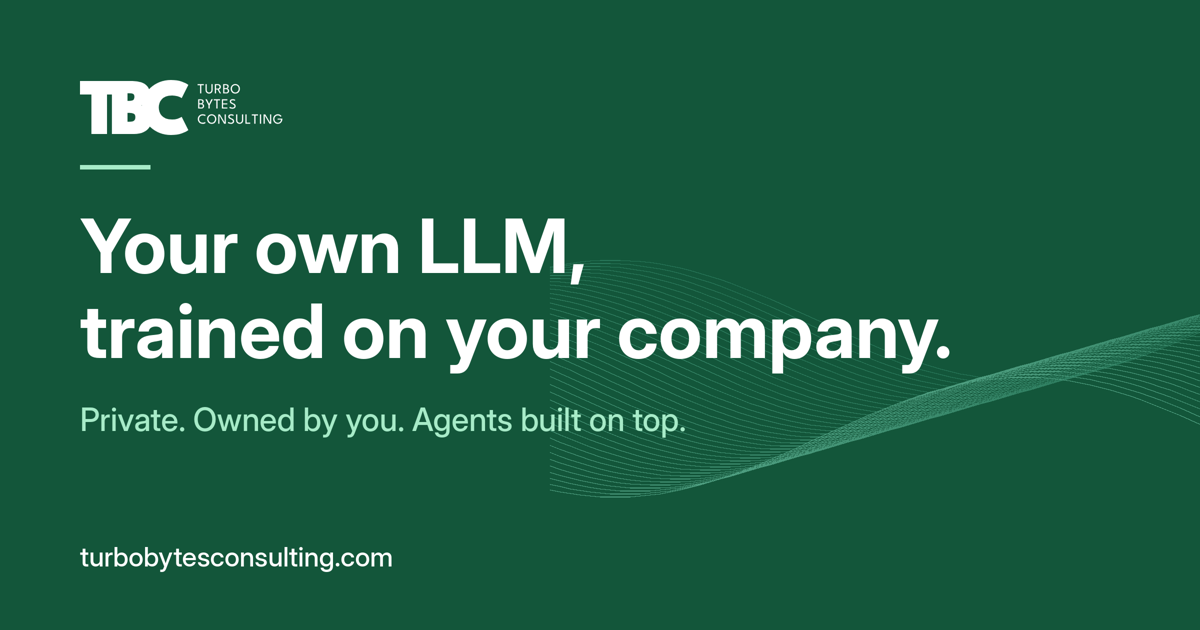 TBC
TURBO
BYTES
CONSULTING
Your own LLM,
trained on your company.
Private. Owned by you. Agents built on top.
turbobytesconsulting.com